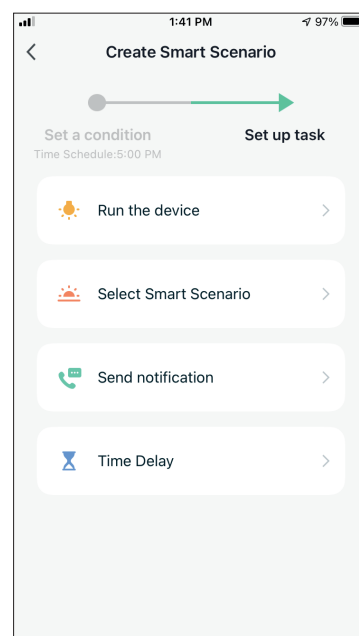 1:41 PM
97%
Create Smart Scenario
Set a condition
Set up task
Time Schedule:5:00 PM
Run the device
Select Smart Scenario
Send notification
Time Delay